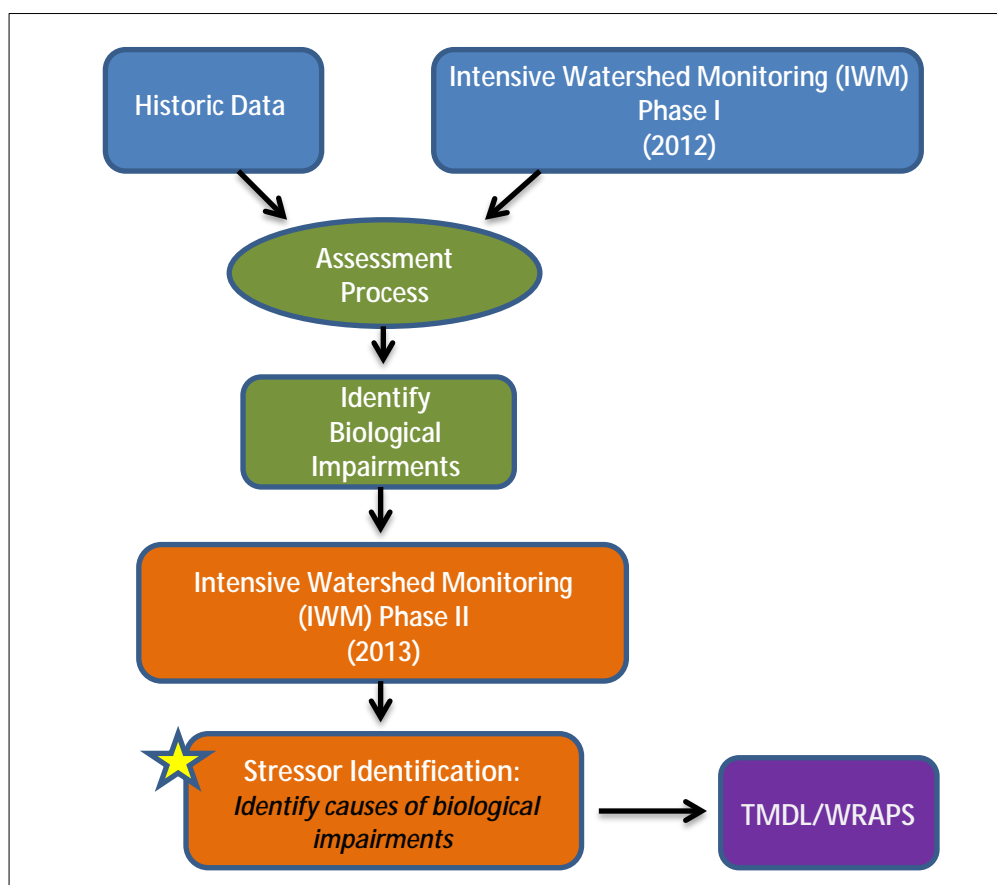 Historic Data
Intensive Watershed Monitoring (IWM)
Phase I
(2012)
Assessment
Process
Identify
Biological
Impairments
Intensive Watershed Monitoring
(IWM) Phase II
(2013)
Stressor Identification:
Identify causes of biological
impairments
TMDL/WRAPS